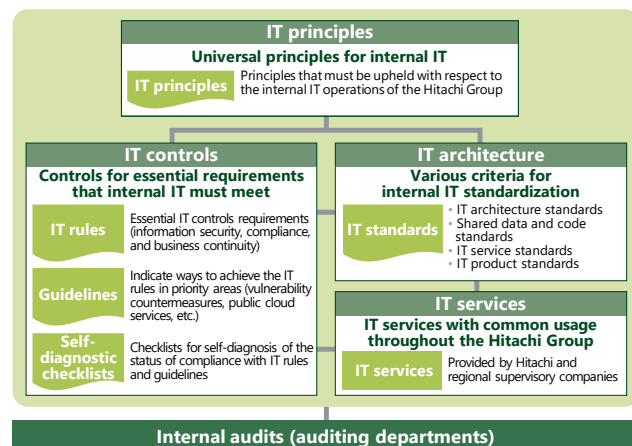 IT principles
Universal principles for internal IT
IT principles
Principles that must be upheld with respect to
the internal IT operations of the Hitachi Group
IT controls
Controls for essential requirements
that internal IT must meet
IT rules
Essential IT controls requirements
(information security, compliance,
and business continuity)
Guidelines
Indicate ways to achieve the IT
rules in priority areas (vulnerability
countermeasures, public cloud
services, etc.)
Self-
diagnostic
checklists
Checklists for self-diagnosis of the
status of compliance with IT rules
and guidelines
IT architecture
Various criteria for
internal IT standardization
IT standards
• IT architecture standards
• Shared data and code
standards
• IT service standards
• IT product standards
IT services
IT services with common usage
throughout the Hitachi Group
IT services
Provided by Hitachi and
regional supervisory companies
Internal audits (auditing departments)